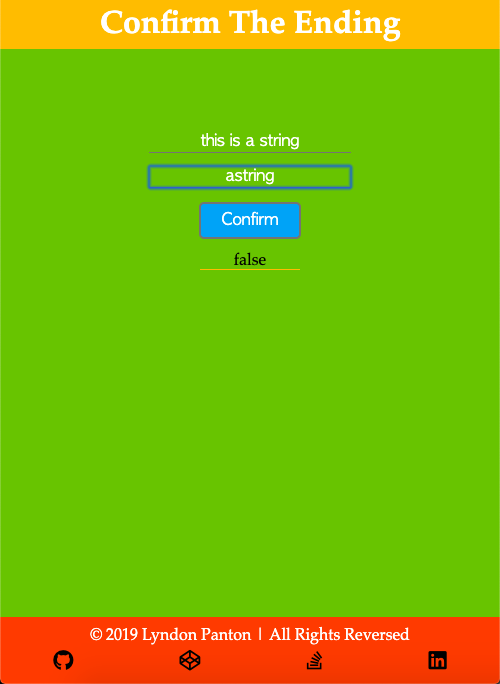 Confirm The Ending
this is a string
astring
Confirm
false
© 2019 Lyndon Panton | All Rights Reversed